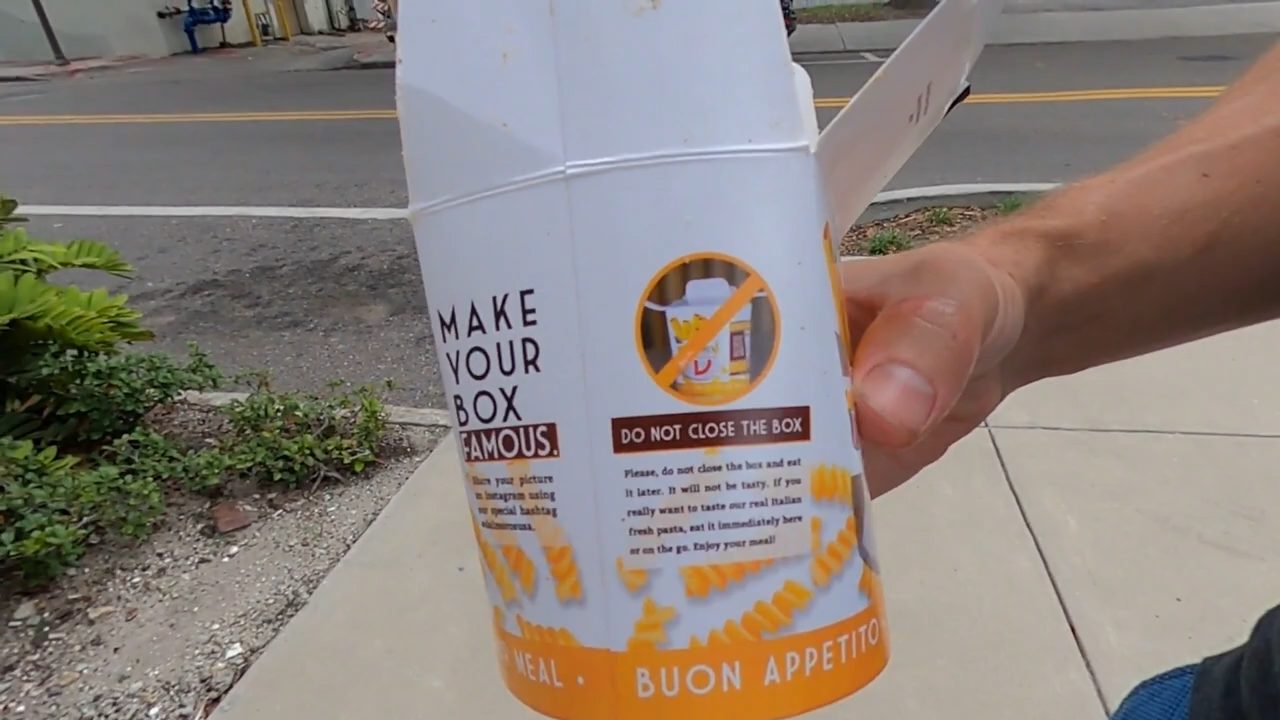 MAKE
YOUR
BOX
FAMOUS.
Share your picture
on Instagram using
our special hashtag
DO NOT CLOSE THE BOX
Please, do not close the box and eat
it later. It will not be tasty. If you
really want to taste our real Italian
fresh pasta, eat it immediately here
or on the go. Enjoy your meal!
MEAL • BUON APPETITO